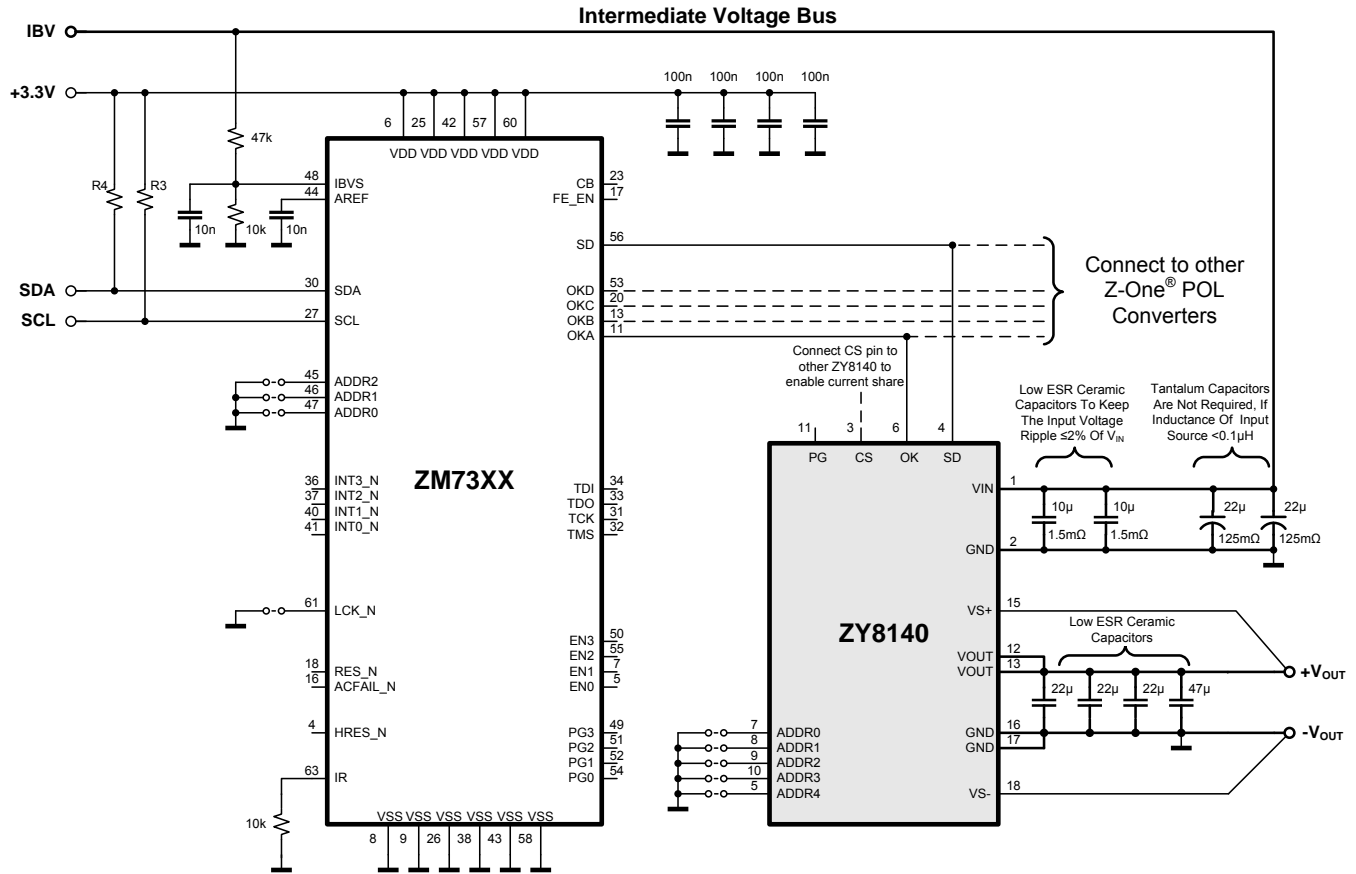 Intermediate Voltage Bus
IBV
+3.3V
100n 100n 100n 100n
6 25 42 57 60
VDD VDD VDD VDD VDD
47k
R4 R3
48 IBVS
44 AREF
10n 10k 10n
CB 23
FE_EN 17
SD 56
OKD 53
OKC 20
OKB 13
OKA 11
Connect to other
Z-One® POL
Converters
SDA
30 SDA
SCL
27 SCL
45 ADDR2
46 ADDR1
47 ADDR0
Connect CS pin to
other ZY8140 to
enable current share
Low ESR Ceramic
Capacitors To Keep
The Input Voltage
Ripple ≤2% Of VIN
Tantalum Capacitors
Are Not Required, If
Inductance Of Input
Source <0.1µH
11 3 6 4
PG CS OK SD
ZM73XX
36 INT3_N
37 INT2_N
40 INT1_N
41 INT0_N
TDI 34
TDO 33
TCK 31
TMS 32
VIN 1
10µ 10µ 22µ 22µ
1.5mΩ 1.5mΩ 125mΩ 125mΩ
GND 2
61 LCK_N
18 RES_N
16 ACFAIL_N
4 HRES_N
63 IR
10k
EN3 50
EN2 55
EN1 7
EN0 5
PG3 49
PG2 51
PG1 52
PG0 54
VSS VSS VSS VSS VSS VSS
8 9 26 38 43 58
ZY8140
VS+ 15
Low ESR Ceramic
Capacitors
VOUT 12
VOUT 13
+VOUT
22µ 22µ 22µ 47µ
GND 16
GND 17
-VOUT
VS- 18
7 ADDR0
8 ADDR1
9 ADDR2
10 ADDR3
5 ADDR4